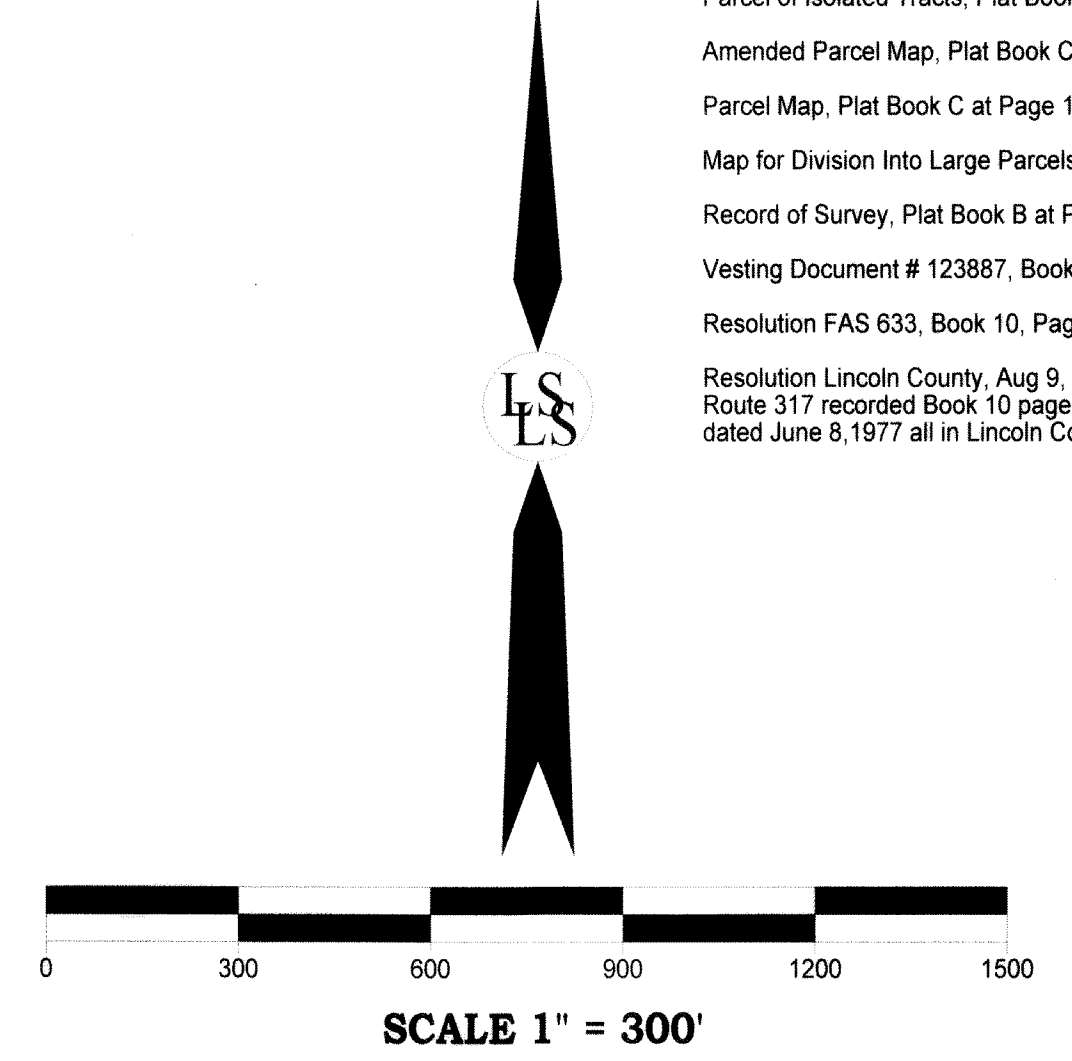 Parcel of Isolated Tracts, Plat Book
Amended Parcel Map, Plat Book C
Parcel Map, Plat Book C at Page 1
Map for Division Into Large Parcels
Record of Survey, Plat Book B at P
Vesting Document # 123887, Book
Resolution FAS 633, Book 10, Pag
Resolution Lincoln County, Aug 9,
Route 317 recorded Book 10 page
dated June 8,1977 all in Lincoln Co
LS
LS
0 300 600 900 1200 1500
SCALE 1" = 300'